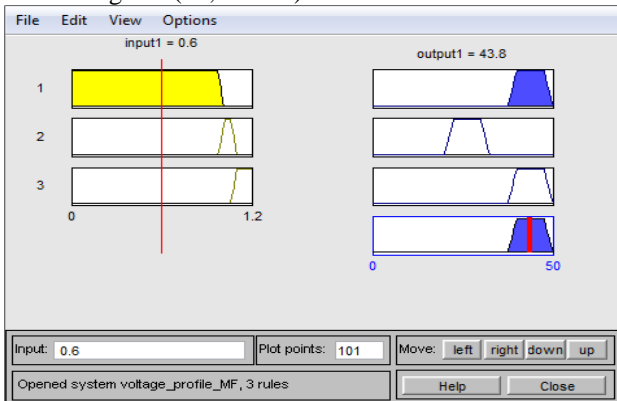 File Edit View Options
input1 = 0.6
output1 = 43.8
1
2
3
0 1.2
0 50
Input: 0.6 Plot points: 101 Move: left right down up
Opened system voltage_profile_MF, 3 rules Help Close